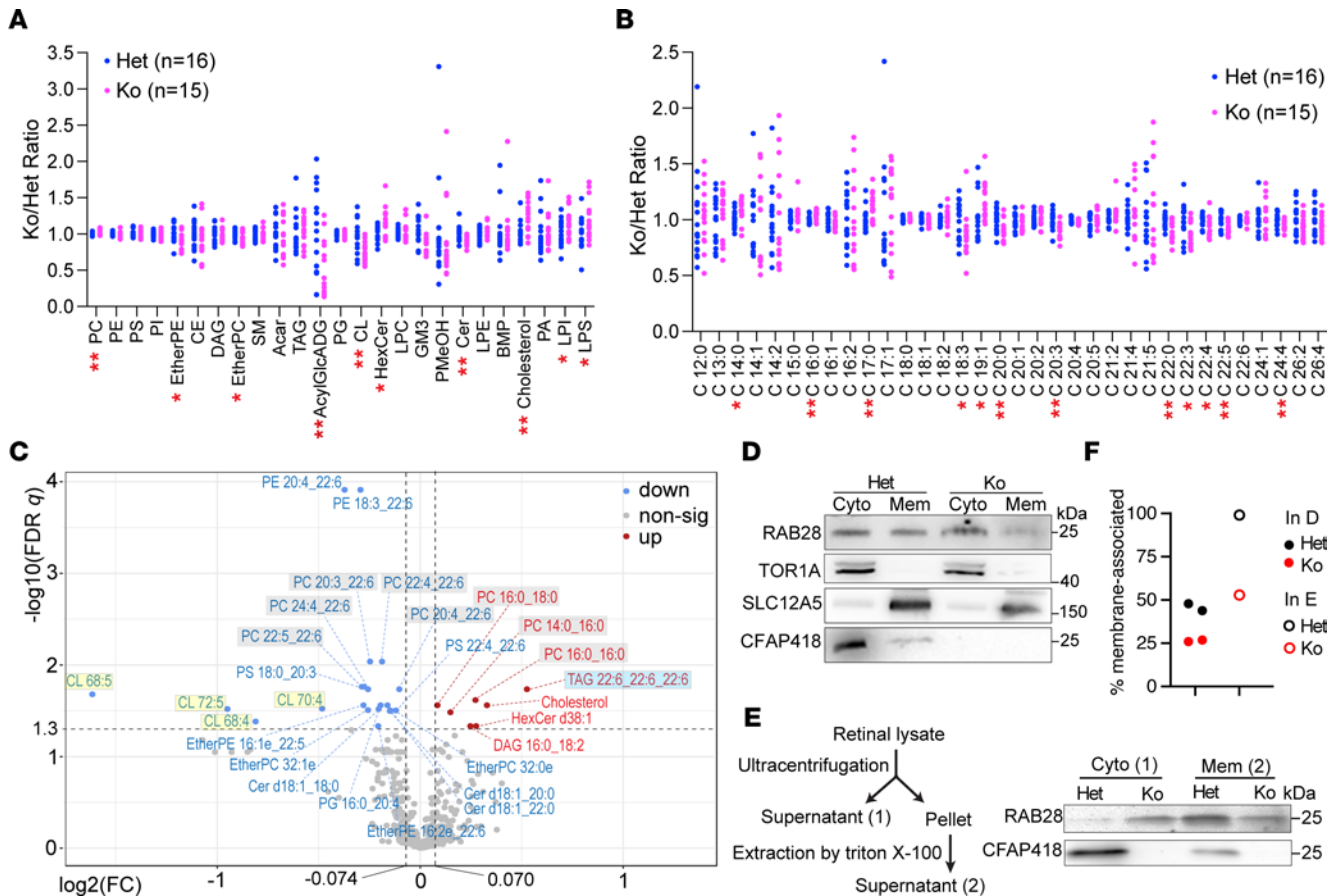 A
3.5
3.0
2.5
2.0
1.5
1.0
0.5
0.0
Ko/Het Ratio
Het (n=16)
Ko (n=15)
PC **
PE
PS
PI
EtherPE *
CE
DAG
EtherPC *
SM
Acar
TAG
AcylGlcADG **
PG
CL **
HexCer *
LPC
GM3
PMeOH
Cer **
LPE
BMP
Cholesterol **
PA
LPI *
LPS *
B
2.5
2.0
1.5
1.0
0.5
0.0
Ko/Het Ratio
Het (n=16)
Ko (n=15)
C 12:0
C 13:0
C 14:0 *
C 14:1
C 14:2
C 15:0
C 16:0 **
C 16:1
C 16:2
C 17:0 **
C 17:1
C 18:0
C 18:1
C 18:2
C 18:3 *
C 19:1 *
C 20:0 **
C 20:1
C 20:2
C 20:3 **
C 20:4
C 20:5
C 21:2
C 21:4
C 21:5
C 22:0 **
C 22:3 *
C 22:4 *
C 22:5 **
C 22:6
C 24:1
C 24:4 **
C 26:2
C 26:4
C
4
3
2
1.3
1
0
-log10(FDR q)
down
non-sig
up
PE 20:4_22:6
PE 18:3_22:6
PC 20:3_22:6
PC 22:4_22:6
PC 24:4_22:6
PC 20:4_22:6
PC 16:0_18:0
PC 22:5_22:6
PS 22:4_22:6
PC 14:0_16:0
PS 18:0_20:3
PC 16:0_16:0
CL 68:5
TAG 22:6_22:6_22:6
CL 72:5
CL 70:4
Cholesterol
CL 68:4
HexCer d38:1
EtherPE 16:1e_22:5
DAG 16:0_18:2
EtherPC 32:1e
EtherPC 32:0e
Cer d18:1_18:0
Cer d18:1_20:0
PG 16:0_20:4
Cer d18:1_22:0
EtherPE 16:2e_22:6
log2(FC)
-1
-0.074
0
0.070
1
D
Het
Ko
Cyto
Mem
Cyto
Mem
kDa
RAB28
25
TOR1A
40
SLC12A5
150
CFAP418
25
F
% membrane-associated
100
75
50
25
0
In D
Het
Ko
In E
Het
Ko
E
Retinal lysate
Ultracentrifugation
Supernatant (1)
Pellet
Extraction by triton X-100
Supernatant (2)
Cyto (1)
Mem (2)
Het
Ko
Het
Ko
kDa
RAB28
25
CFAP418
25